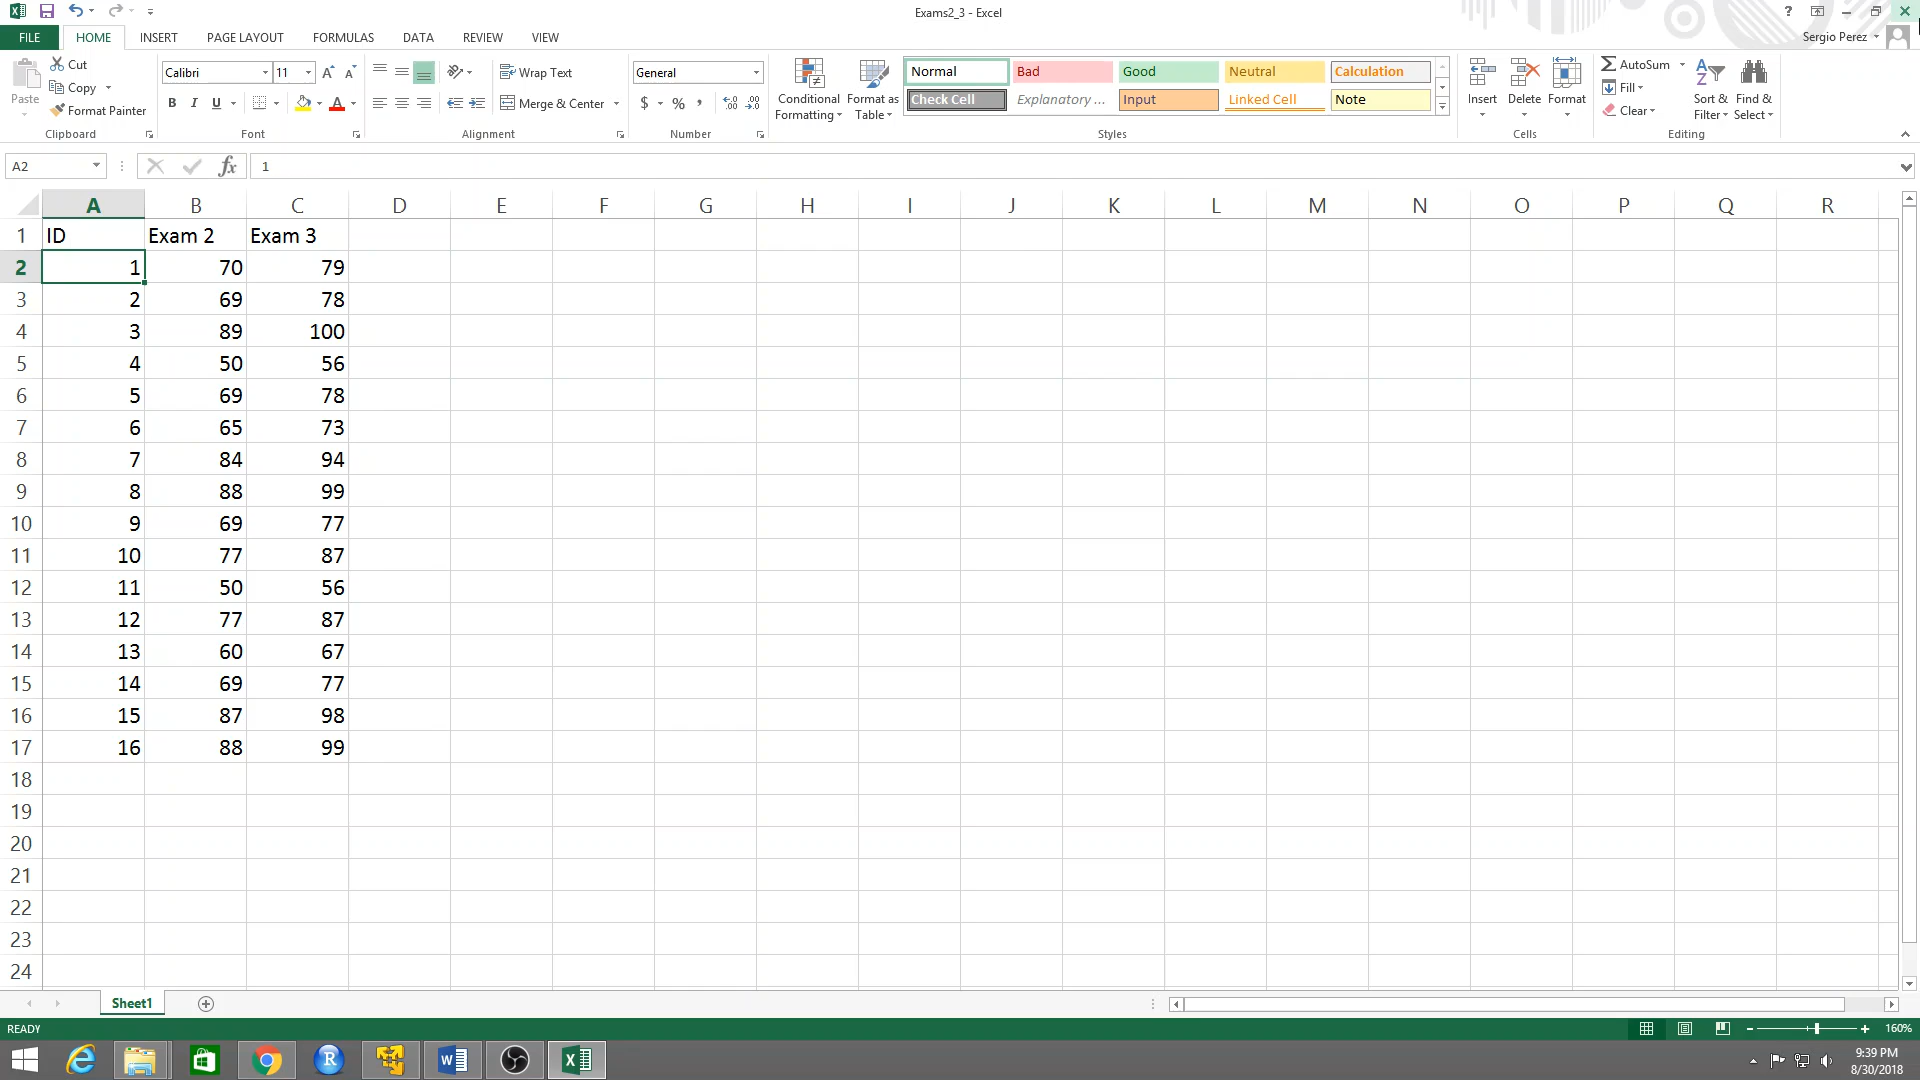 Exams2_3 - Excel
?
FILE HOME INSERT PAGE LAYOUT FORMULAS DATA REVIEW VIEW Sergio Perez
Paste Cut Copy Format Painter Clipboard
Calibri 11 A A B I U A Font
Wrap Text Merge & Center Alignment
General $ % , Number
Conditional Formatting Format as Table
Normal Bad Good Neutral Calculation
Check Cell Explanatory ... Input Linked Cell Note
Styles
Insert Delete Format Cells
AutoSum Fill Clear Sort & Filter Find & Select Editing
A2 fx 1
A B C D E F G H I J K L M N O P Q R
1 ID Exam 2 Exam 3
2 1 70 79
3 2 69 78
4 3 89 100
5 4 50 56
6 5 69 78
7 6 65 73
8 7 84 94
9 8 88 99
10 9 69 77
11 10 77 87
12 11 50 56
13 12 77 87
14 13 60 67
15 14 69 77
16 15 87 98
17 16 88 99
18
19
20
21
22
23
24
Sheet1
READY 160%
9:39 PM
8/30/2018